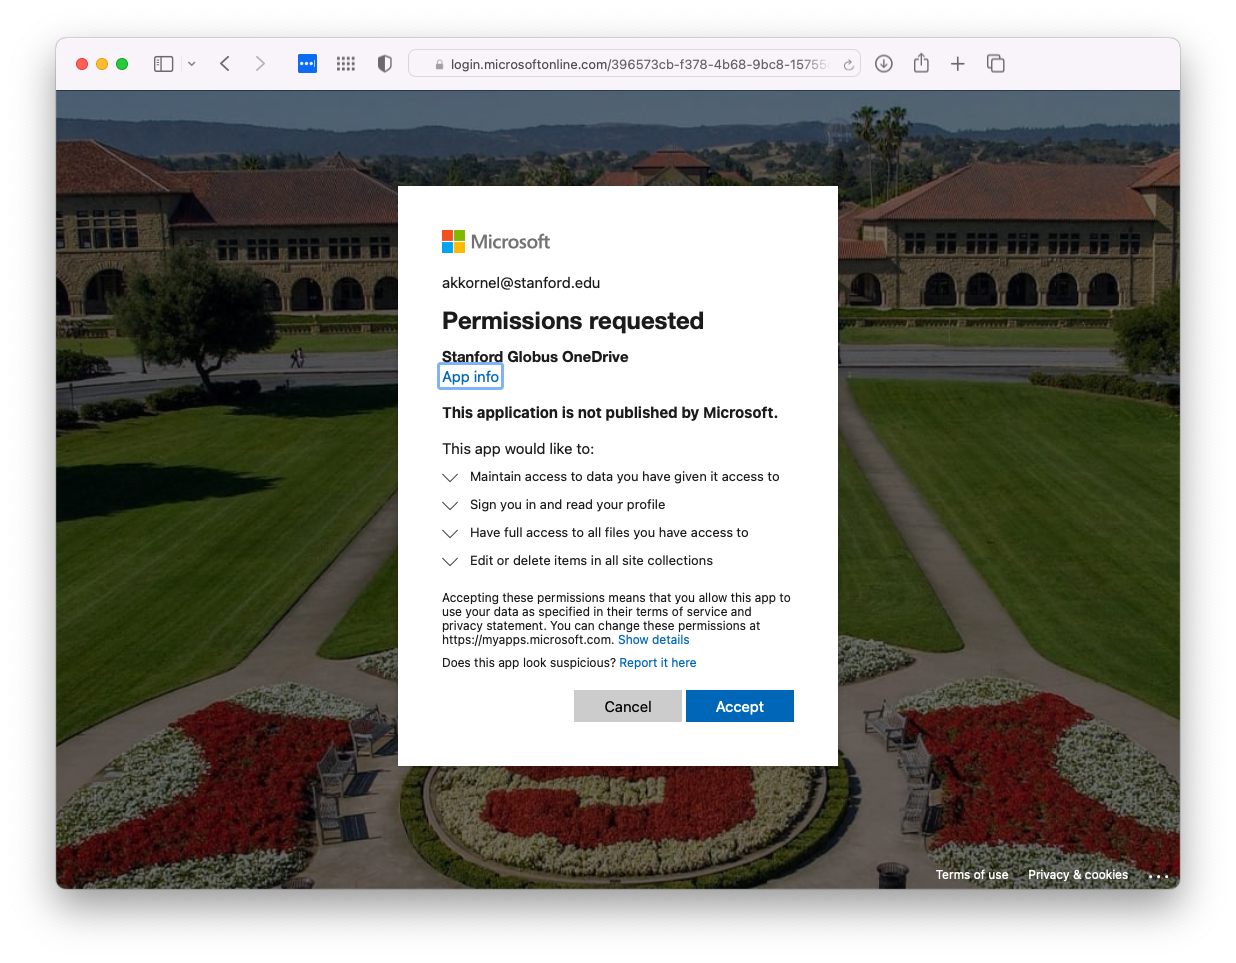 login.microsoftonline.com/396573cb-f378-4b68-9bc8-15755
Microsoft
akkornel@stanford.edu
Permissions requested
Stanford Globus OneDrive
App info
This application is not published by Microsoft.
This app would like to:
Maintain access to data you have given it access to
Sign you in and read your profile
Have full access to all files you have access to
Edit or delete items in all site collections
Accepting these permissions means that you allow this app to
use your data as specified in their terms of service and
privacy statement. You can change these permissions at
https://myapps.microsoft.com. Show details
Does this app look suspicious? Report it here
Cancel Accept
Terms of use Privacy & cookies ...